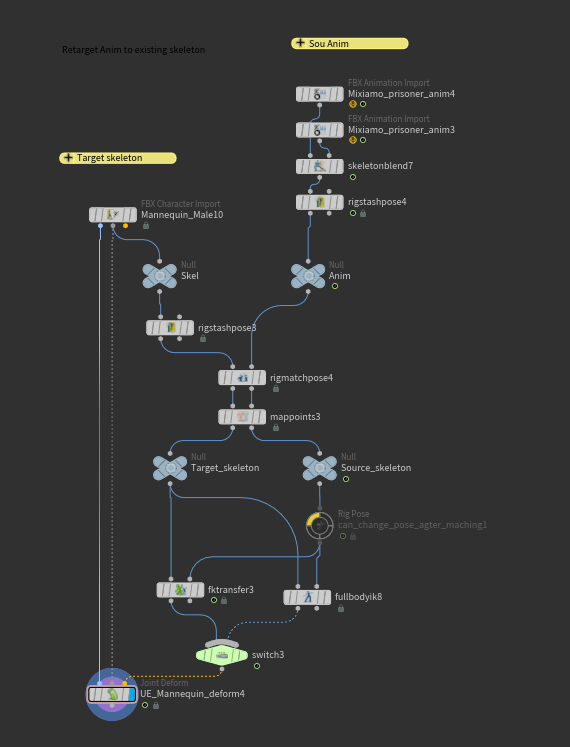 Retarget Anim to existing skeleton
Sou Anim
FBX Animation Import
Mixiamo_prisoner_anim4
FBX Animation Import
Mixiamo_prisoner_anim3
Target skeleton
skeletonblend7
FBX Character Import
Mannequin_Male10
rigstashpose4
Null
Skel
Null
Anim
rigstashpose3
rigmatchpose4
mappoints3
Null
Target_skeleton
Null
Source_skeleton
Rig Pose
can_change_pose_agter_maching1
fktransfer3
fullbodyik8
switch3
Joint Deform
UE_Mannequin_deform4